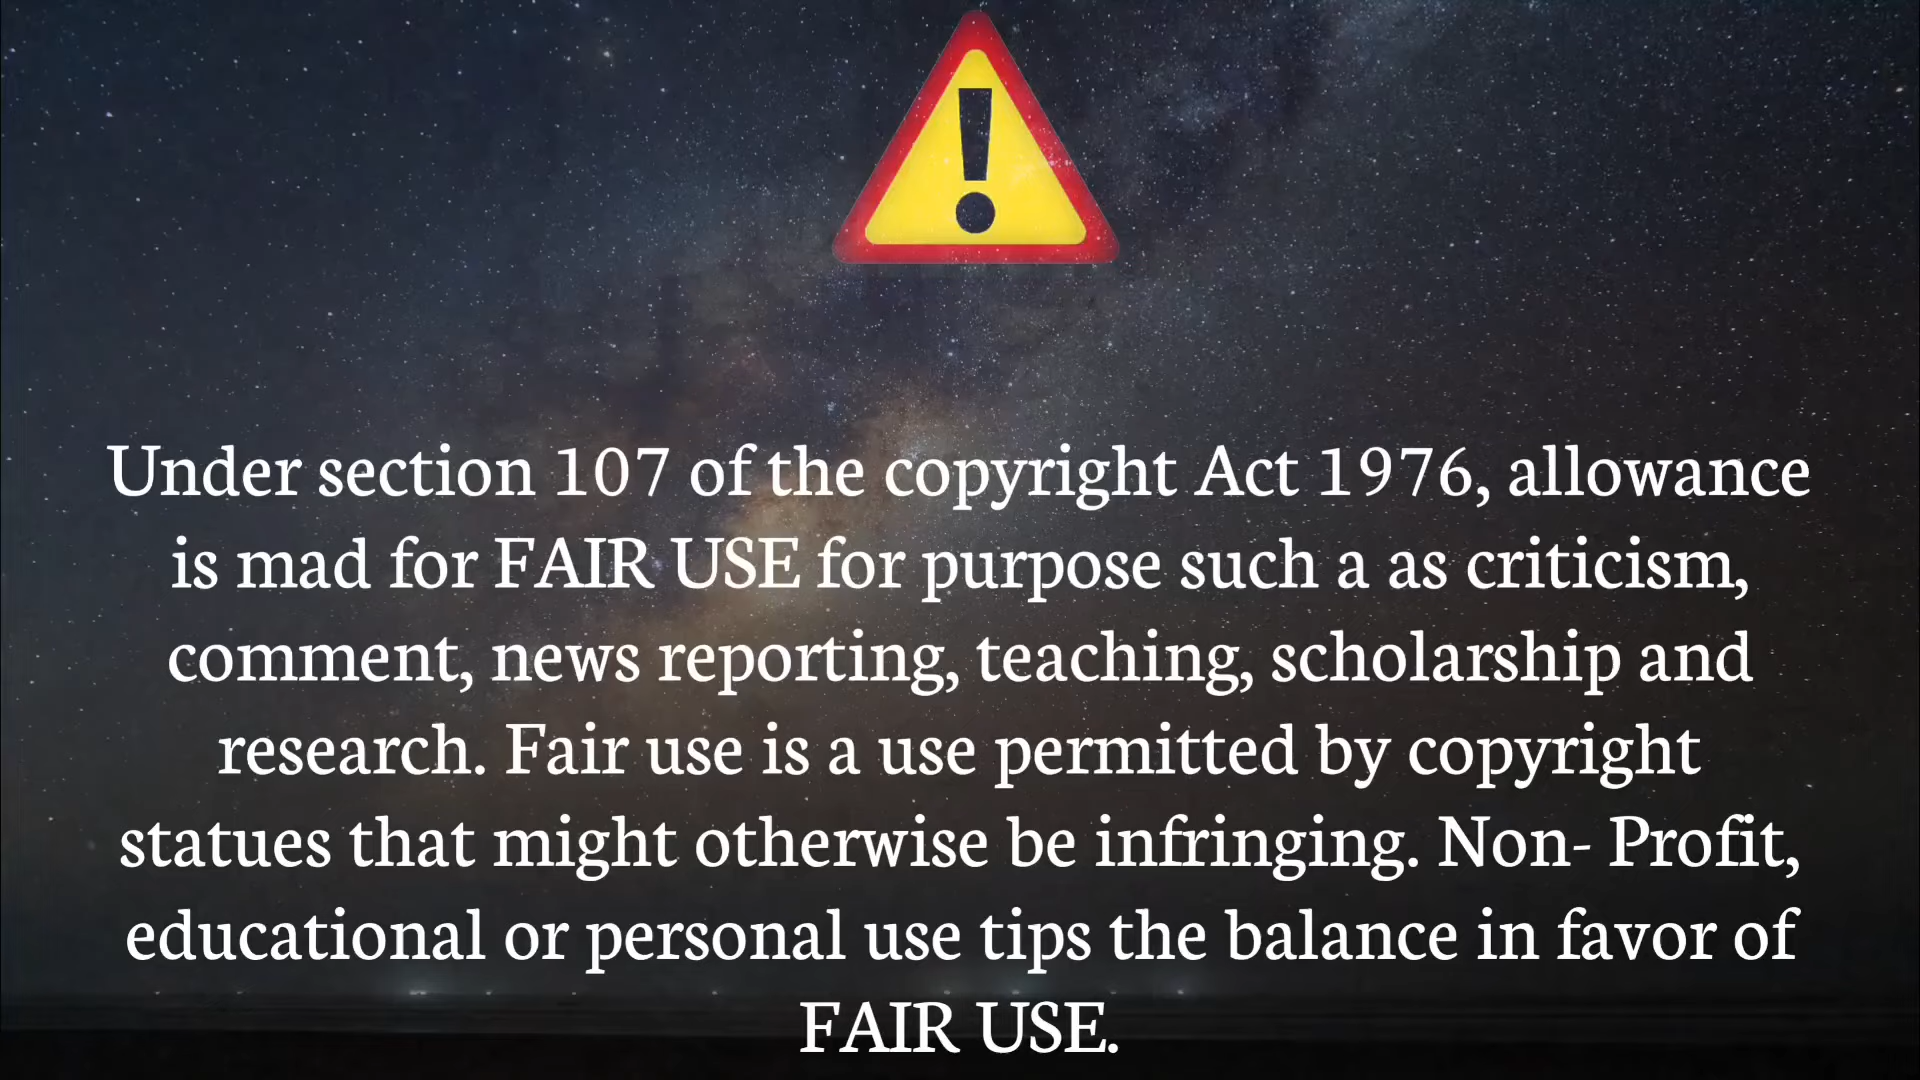 Under section 107 of the copyright Act 1976, allowance
is mad for FAIR USE for purpose such a as criticism,
comment, news reporting, teaching, scholarship and
research. Fair use is a use permitted by copyright
statues that might otherwise be infringing. Non- Profit,
educational or personal use tips the balance in favor of
FAIR USE.